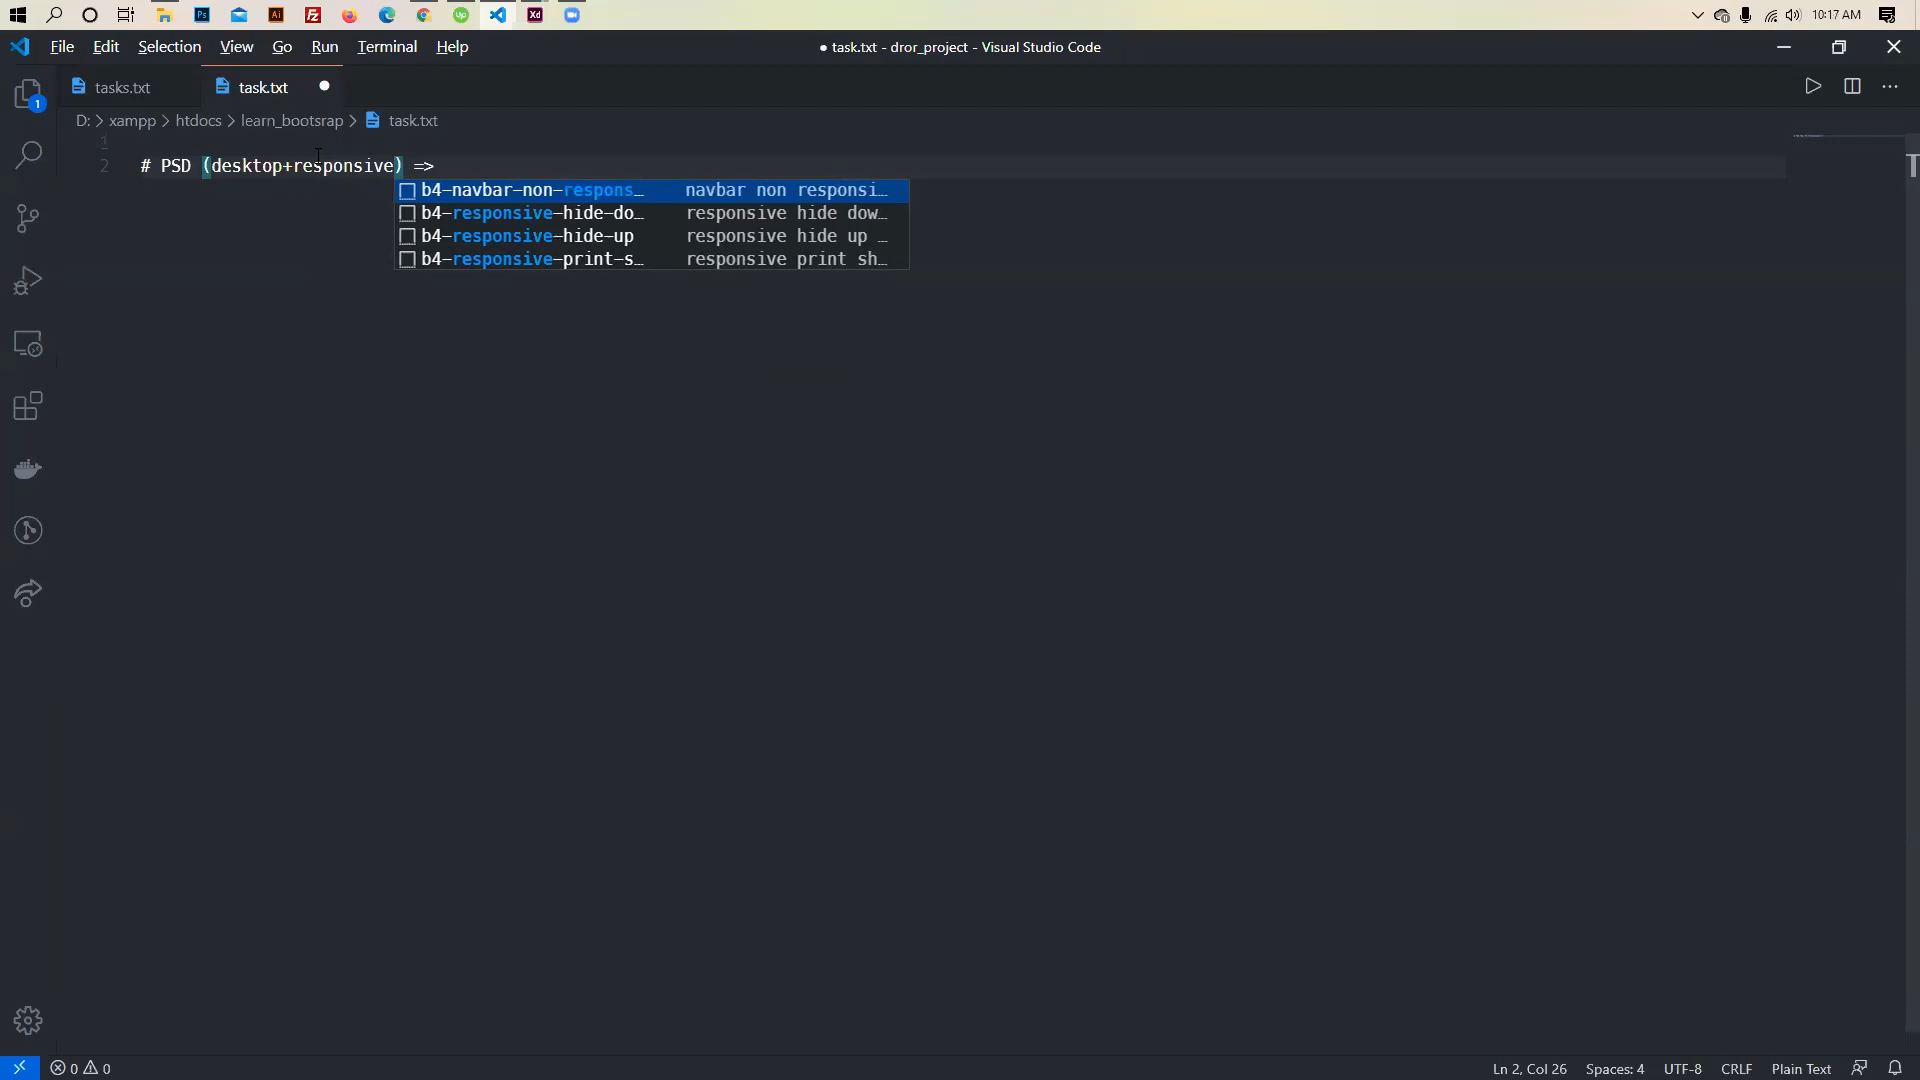 10:17 AM
File Edit Selection View Go Run Terminal Help
● task.txt - dror_project - Visual Studio Code
tasks.txt
task.txt
D: > xampp > htdocs > learn_bootsrap > task.txt
1
2 # PSD (desktop+responsive) =>
b4-navbar-non-respons… navbar non responsi…
b4-responsive-hide-do… responsive hide dow…
b4-responsive-hide-up responsive hide up …
b4-responsive-print-s… responsive print sh…
1
0 0
Ln 2, Col 26
Spaces: 4
UTF-8
CRLF
Plain Text